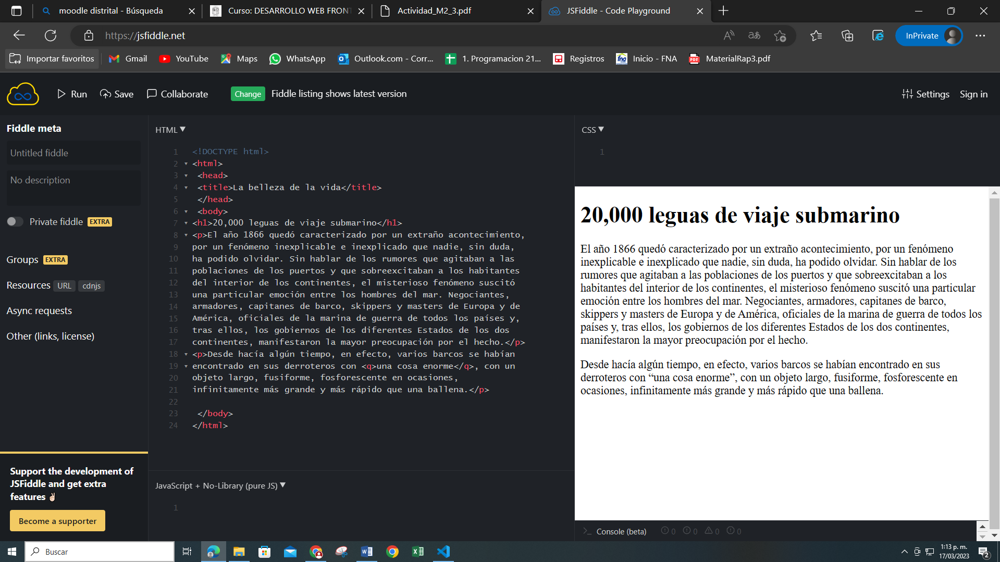 moodle distrital - Búsqueda
Curso: DESARROLLO WEB FRONT
Actividad_M2_3.pdf
JSFiddle - Code Playground
https://jsfiddle.net
InPrivate
Importar favoritos
Gmail
YouTube
Maps
WhatsApp
Outlook.com - Corr...
1. Programacion 21...
Registros
Inicio - FNA
MaterialRap3.pdf
Run
Save
Collaborate
Change
Fiddle listing shows latest version
Settings
Sign in
Fiddle meta
Untitled fiddle
No description
Private fiddle EXTRA
Groups EXTRA
Resources URL cdnjs
Async requests
Other (links, license)
Support the development of
JSFiddle and get extra
features ✌🏻
Become a supporter
HTML ▼
1 <!DOCTYPE html>
2 <html>
3 <head>
4 <title>La belleza de la vida</title>
5 </head>
6 <body>
7 <h1>20,000 leguas de viaje submarino</h1>
8 <p>El año 1866 quedó caracterizado por un extraño acontecimiento,
9 por un fenómeno inexplicable e inexplicado que nadie, sin duda,
10 ha podido olvidar. Sin hablar de los rumores que agitaban a las
11 poblaciones de los puertos y que sobreexcitaban a los habitantes
12 del interior de los continentes, el misterioso fenómeno suscitó
13 una particular emoción entre los hombres del mar. Negociantes,
14 armadores, capitanes de barco, skippers y masters de Europa y de
15 América, oficiales de la marina de guerra de todos los países y,
16 tras ellos, los gobiernos de los diferentes Estados de los dos
17 continentes, manifestaron la mayor preocupación por el hecho.</p>
18 <p>Desde hacía algún tiempo, en efecto, varios barcos se habían
19 encontrado en sus derroteros con <q>una cosa enorme</q>, con un
20 objeto largo, fusiforme, fosforescente en ocasiones,
21 infinitamente más grande y más rápido que una ballena.</p>
22
23 </body>
24 </html>
JavaScript + No-Library (pure JS) ▼
1
CSS ▼
1
20,000 leguas de viaje submarino
El año 1866 quedó caracterizado por un extraño acontecimiento, por un fenómeno
inexplicable e inexplicado que nadie, sin duda, ha podido olvidar. Sin hablar de los
rumores que agitaban a las poblaciones de los puertos y que sobreexcitaban a los
habitantes del interior de los continentes, el misterioso fenómeno suscitó una particular
emoción entre los hombres del mar. Negociantes, armadores, capitanes de barco,
skippers y masters de Europa y de América, oficiales de la marina de guerra de todos los
países y, tras ellos, los gobiernos de los diferentes Estados de los dos continentes,
manifestaron la mayor preocupación por el hecho.
Desde hacía algún tiempo, en efecto, varios barcos se habían encontrado en sus
derroteros con “una cosa enorme”, con un objeto largo, fusiforme, fosforescente en
ocasiones, infinitamente más grande y más rápido que una ballena.
Console (beta) 0 0 0 0
Buscar
1:13 p. m.
17/03/2023
2